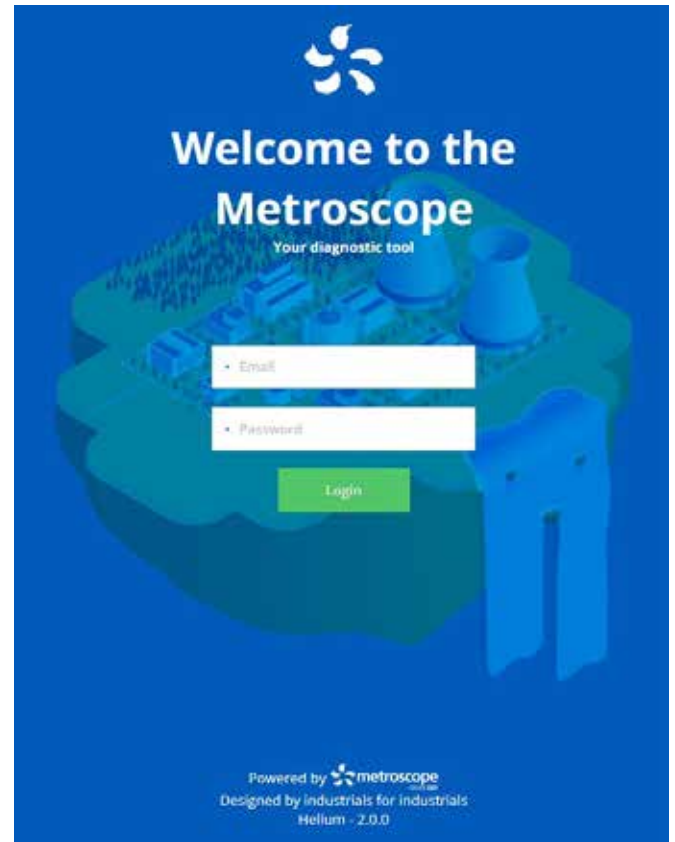 Welcome to the
Metroscope
Your diagnostic tool
Email
Password
Login
Powered by metroscope
Designed by industrials for industrials
Helium - 2.0.0